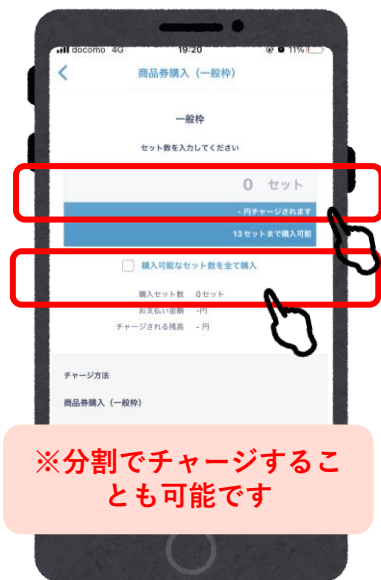 docomo 4G 19:20 11%
商品券購入（一般枠）
一般枠
セット数を入力してください
0 セット
- 円チャージされます
13セットまで購入可能
購入可能なセット数を全て購入
購入セット数 0セット
お支払い金額 -円
チャージされる残高 - 円
チャージ方法
商品券購入（一般枠）
※分割でチャージするこ
とも可能です